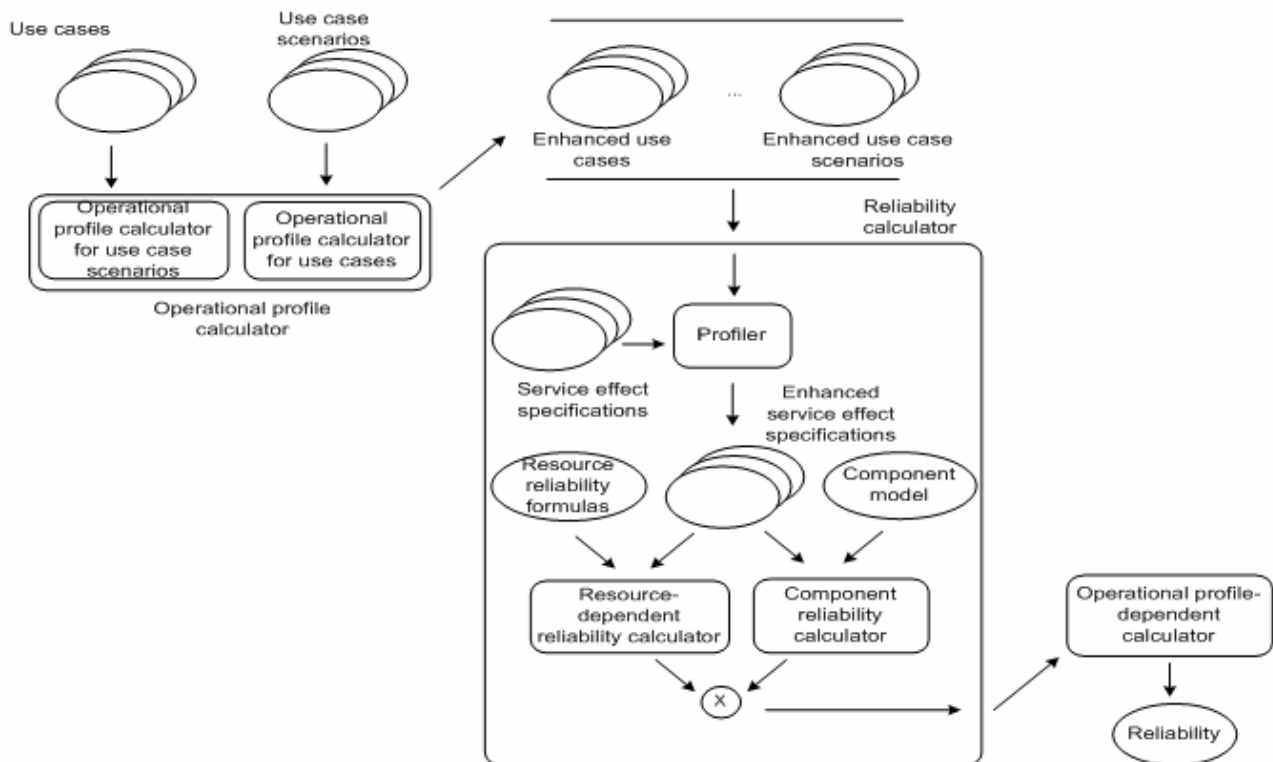 Use cases
Use case
scenarios
Enhanced use
cases
...
Enhanced use case
scenarios
Operational
profile calculator
for use case
scenarios
Operational
profile calculator
for use cases
Operational profile
calculator
Reliability
calculator
Profiler
Service effect
specifications
Enhanced
service effect
specifications
Resource
reliability
formulas
Component
model
Resource-
dependent
reliability calculator
Component
reliability
calculator
X
Operational profile-
dependent
calculator
Reliability